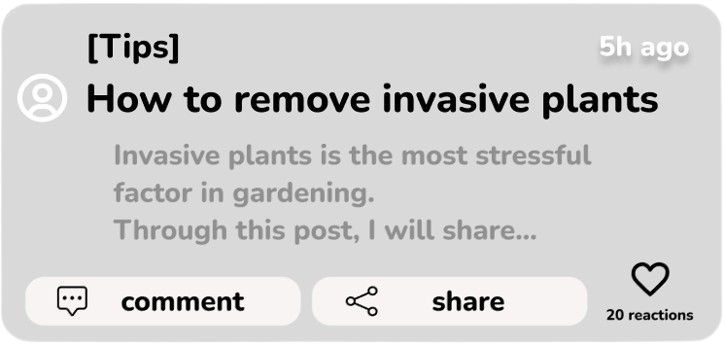 [Tips]
5h ago
How to remove invasive plants
Invasive plants is the most stressful
factor in gardening.
Through this post, I will share...
comment
share
20 reactions